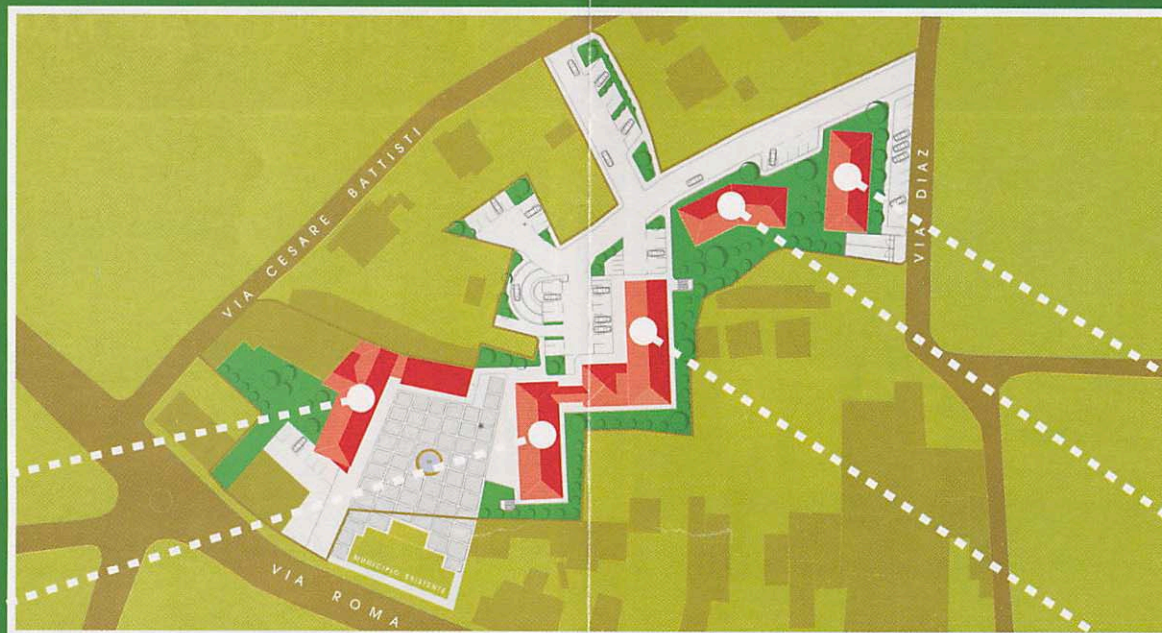 VIA CESARE BATTISTI
VIA DIAZ
MUNICIPIO ESISTENTE
VIA ROMA